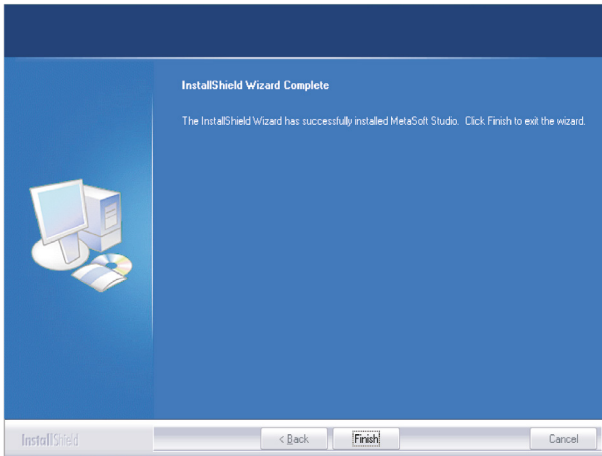 InstallShield Wizard Complete
The InstallShield Wizard has successfully installed MetaSoft Studio. Click Finish to exit the wizard.
InstallShield
< Back
Finish
Cancel